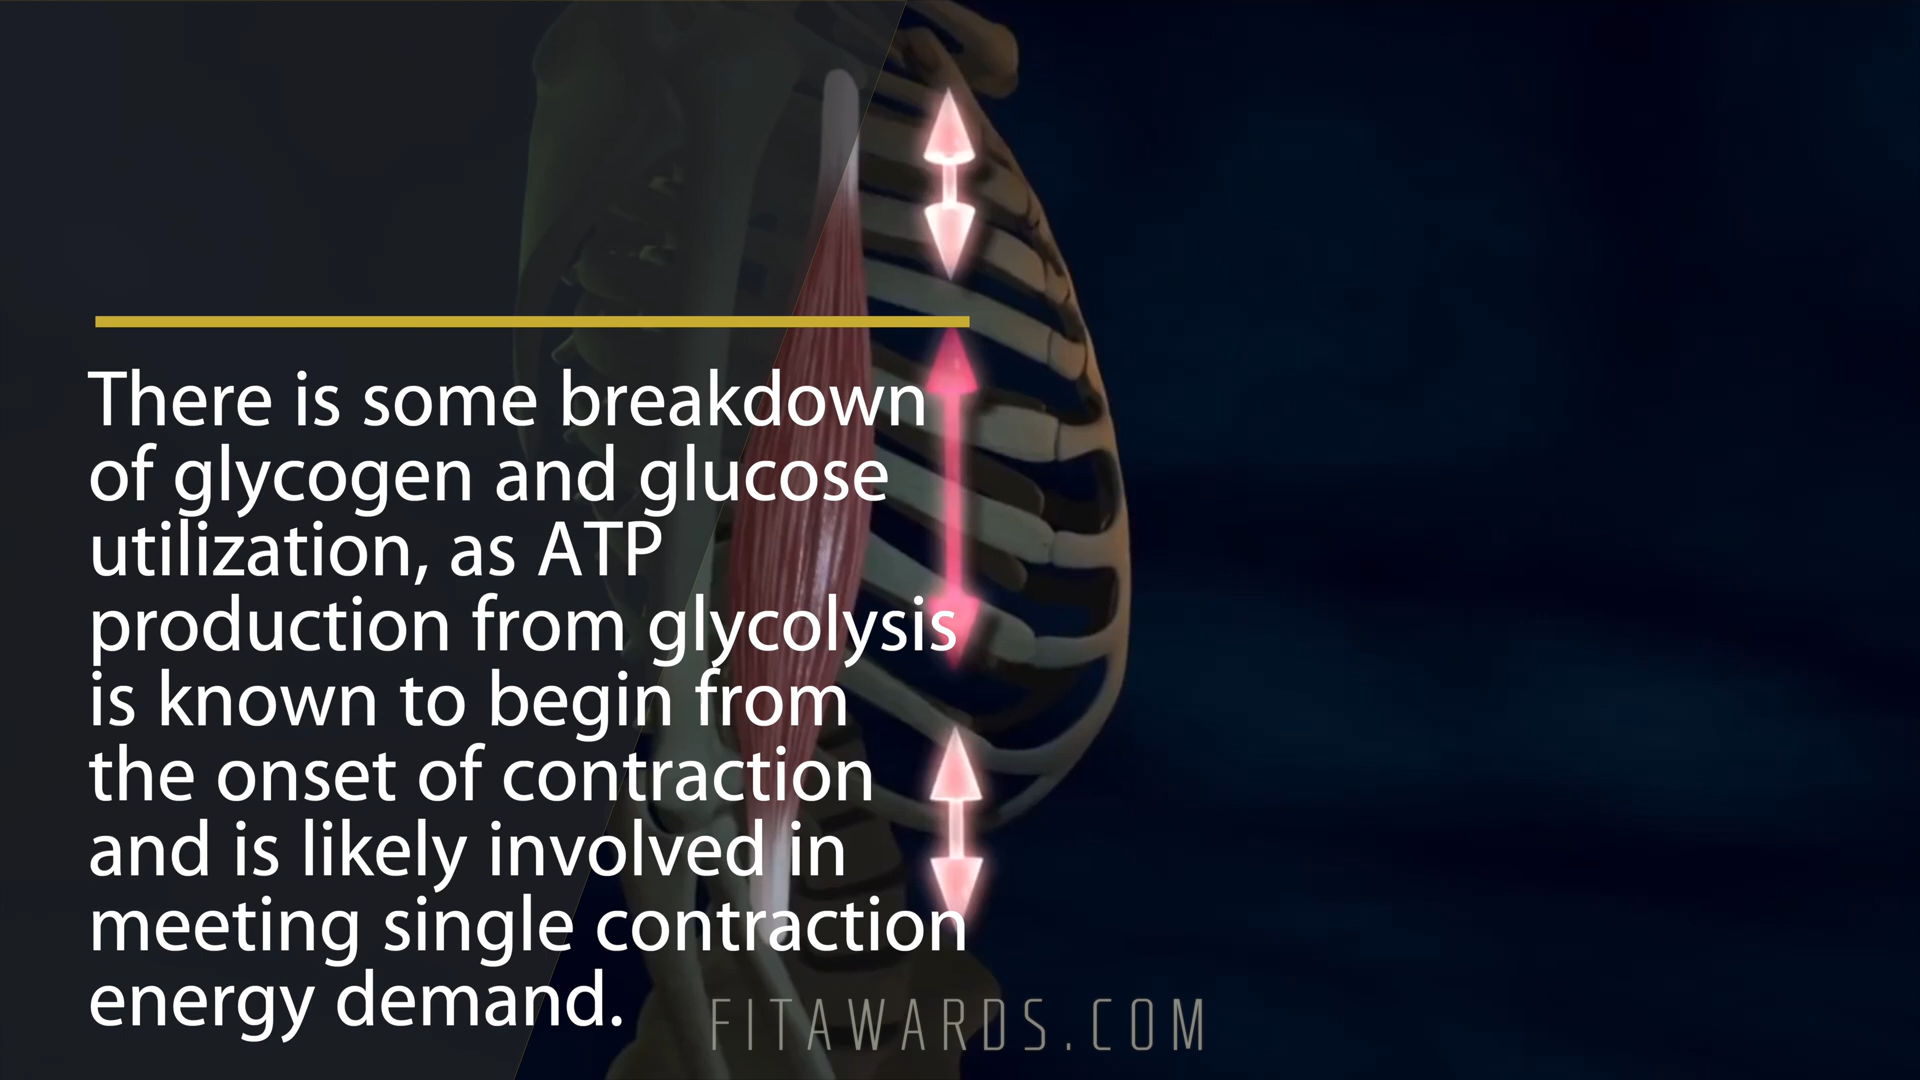 There is some breakdown
of glycogen and glucose
utilization, as ATP
production from glycolysis
is known to begin from
the onset of contraction
and is likely involved in
meeting single contraction
energy demand.
FITAWARDS.COM